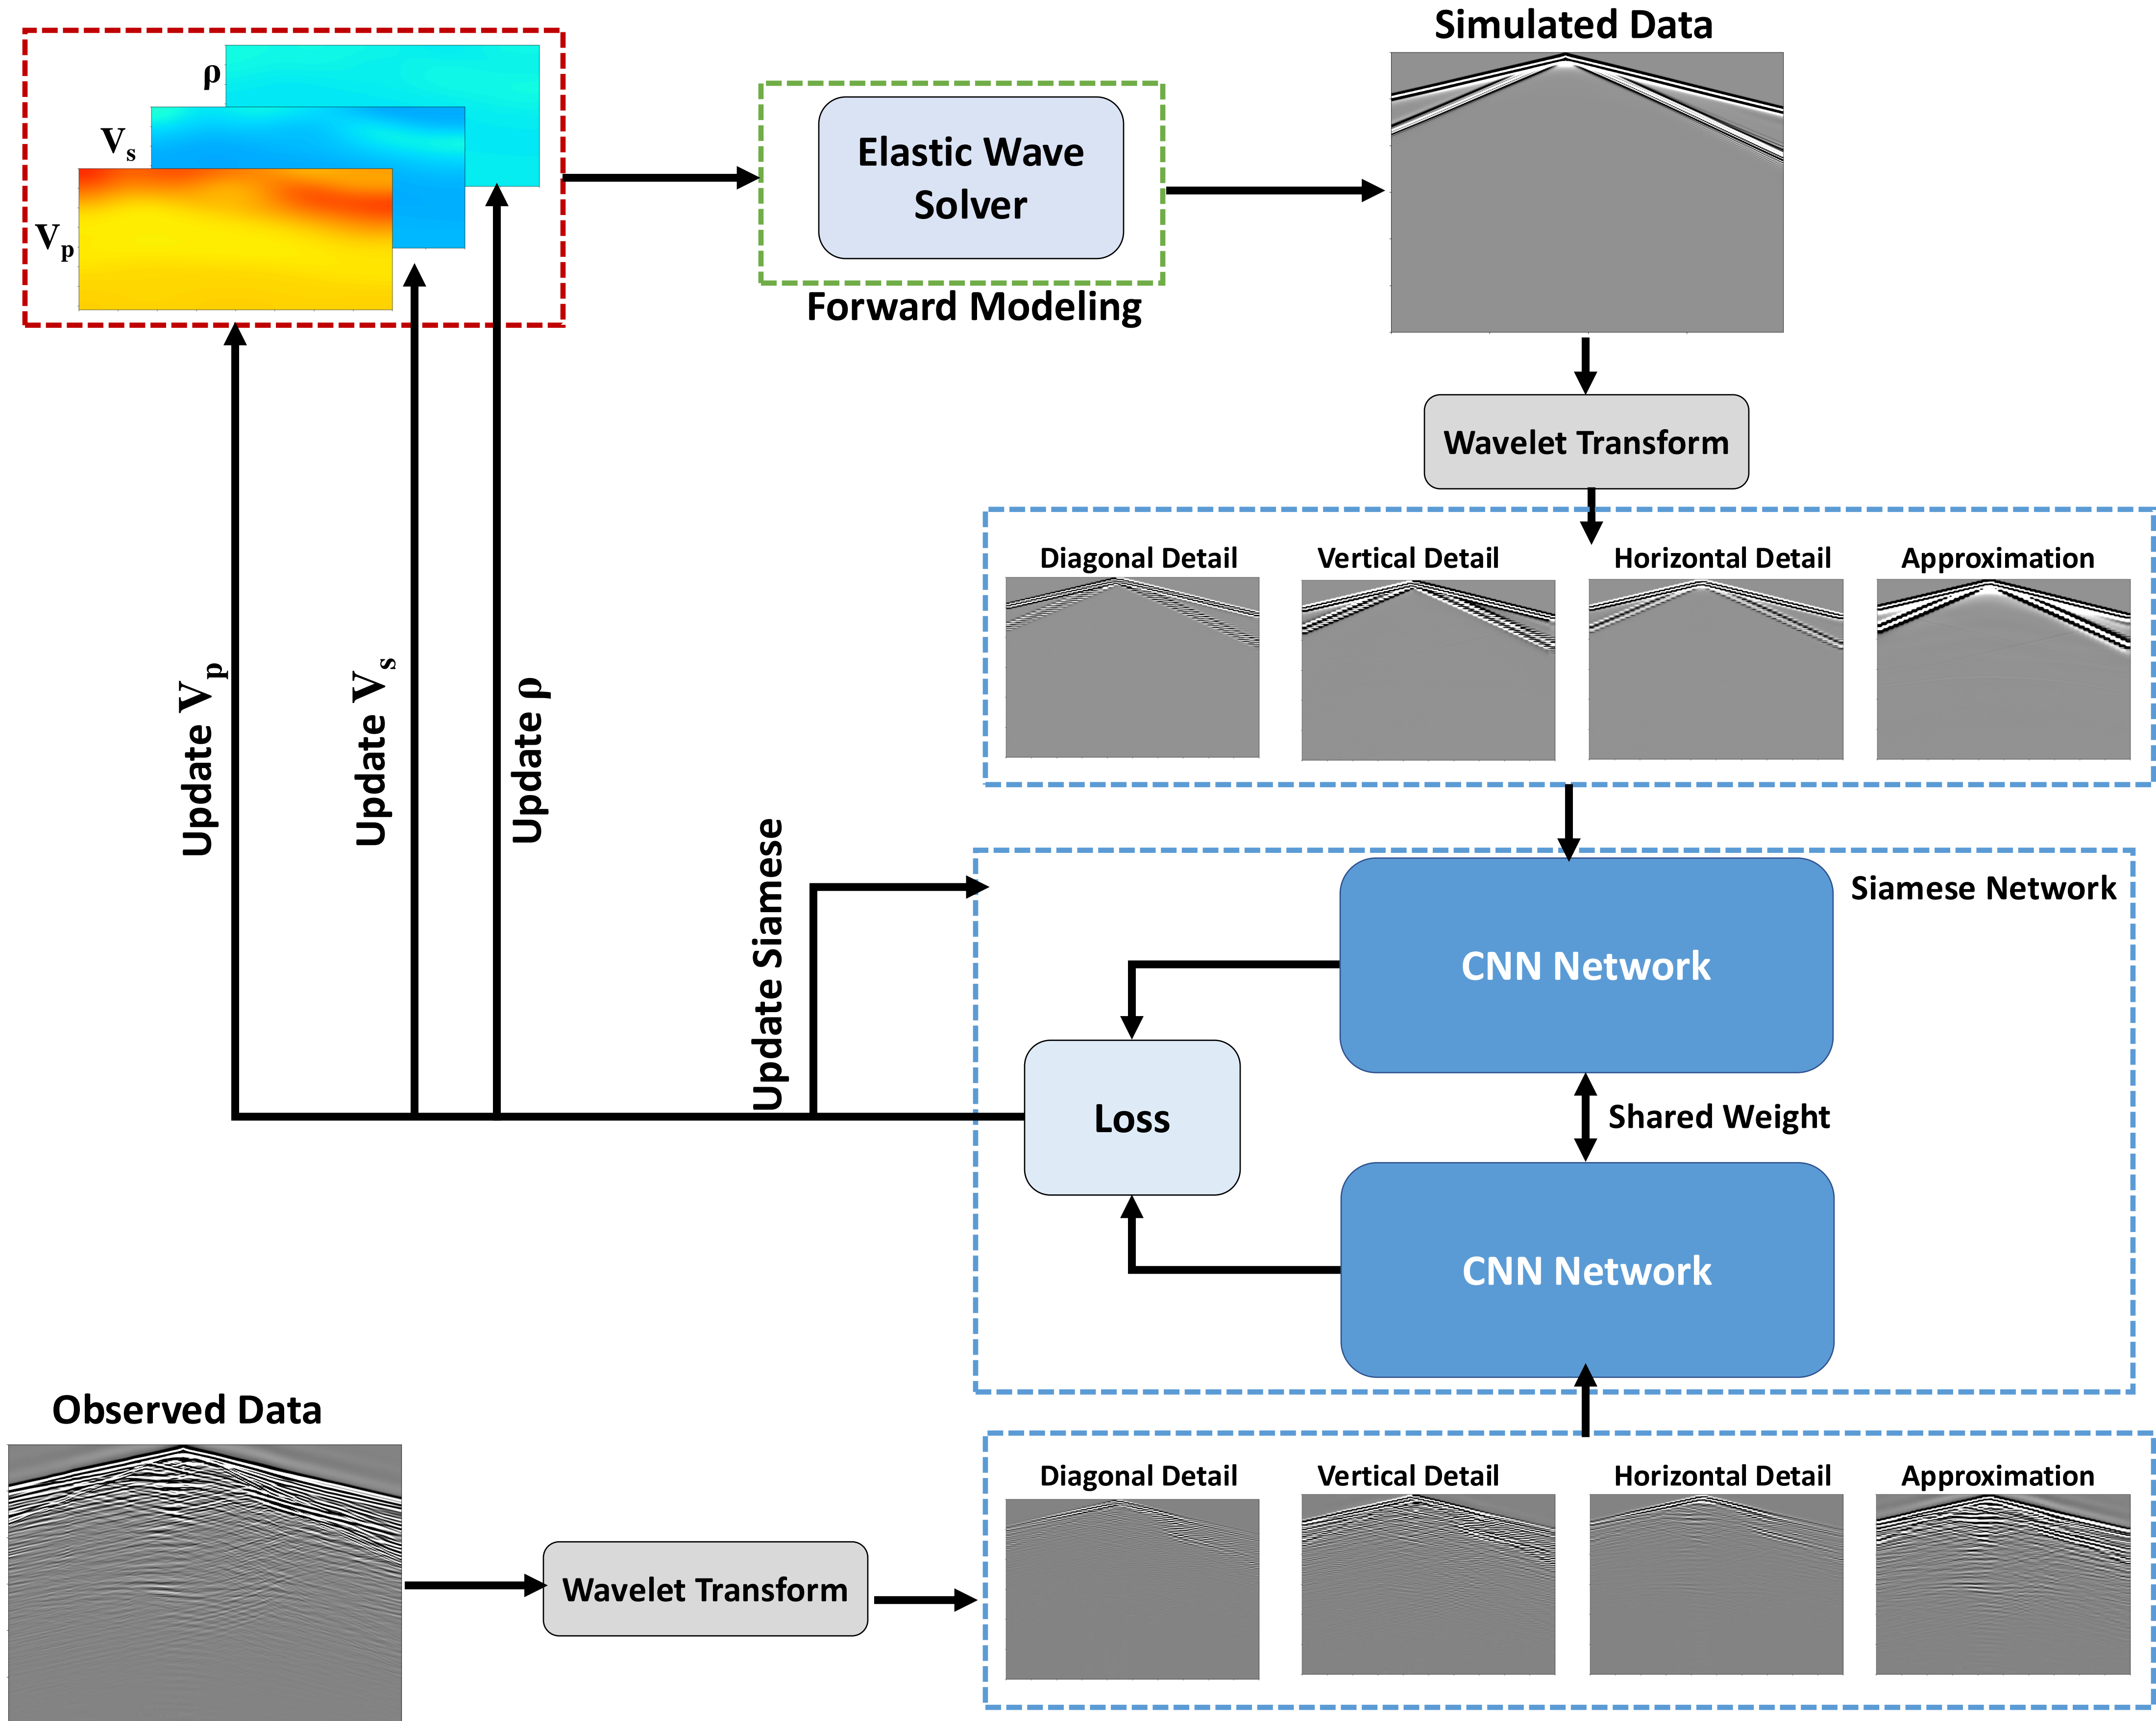 Simulated Data
ρ
Vs
Vp
Elastic Wave
Solver
Forward Modeling
Wavelet Transform
Diagonal Detail
Vertical Detail
Horizontal Detail
Approximation
Update Vp
Update Vs
Update ρ
Update Siamese
Siamese Network
CNN Network
Loss
Shared Weight
CNN Network
Observed Data
Wavelet Transform
Diagonal Detail
Vertical Detail
Horizontal Detail
Approximation